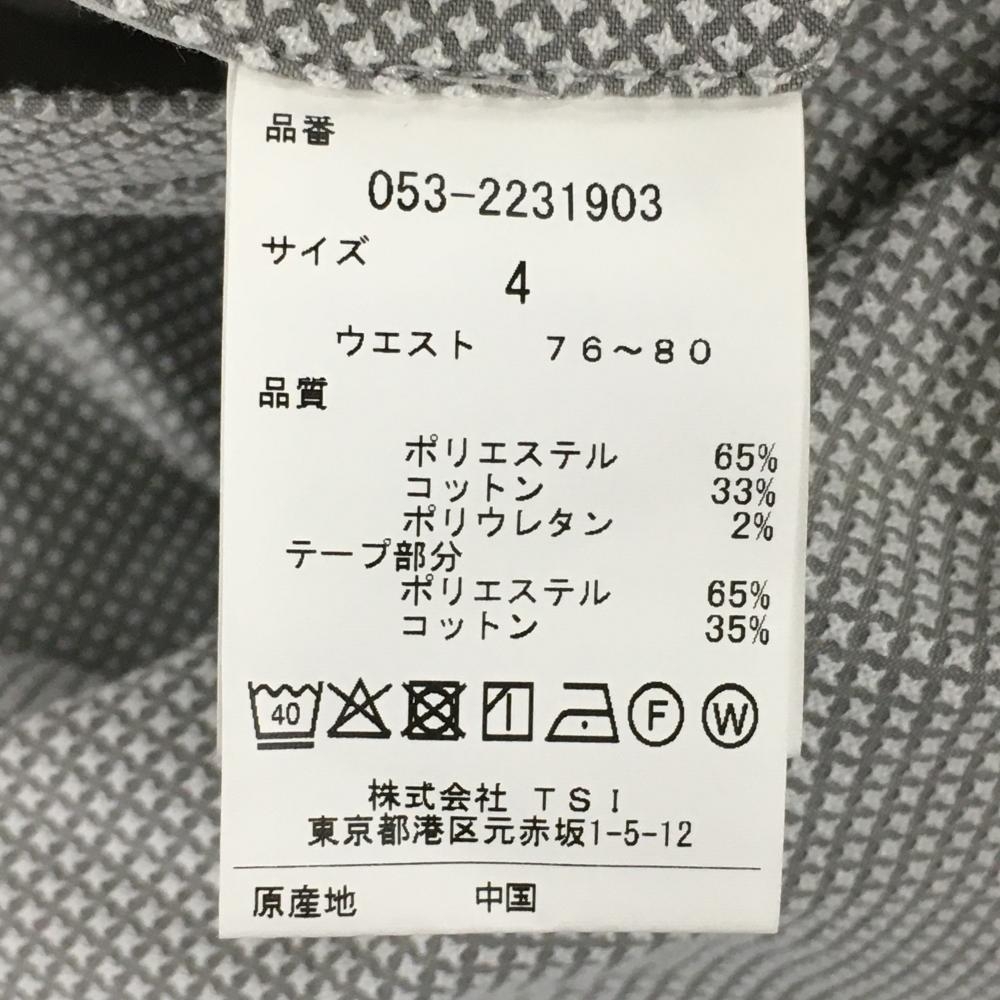 品番
053-2231903
サイズ
4
ウエスト 76～80
品質
ポリエステル 65%
コットン 33%
ポリウレタン 2%
テープ部分
ポリエステル 65%
コットン 35%
40 F W
株式会社 TSI
東京都港区元赤坂1-5-12
原産地 中国